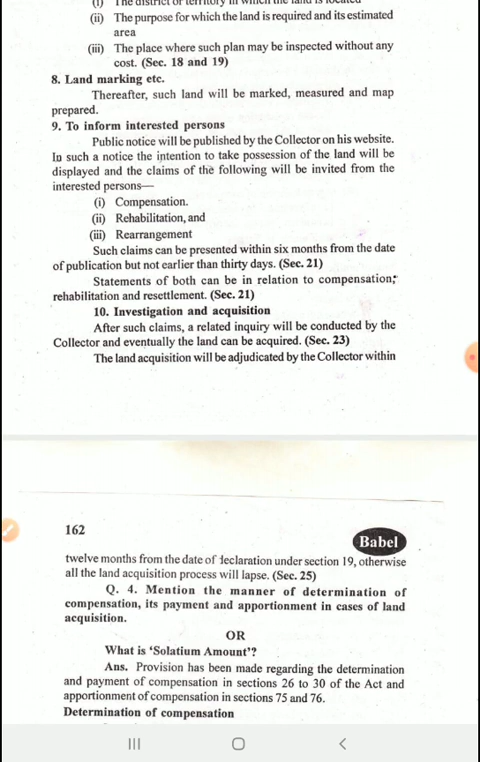 (i) The district or territory in which the land is located
(ii) The purpose for which the land is required and its estimated
area
(iii) The place where such plan may be inspected without any
cost. (Sec. 18 and 19)
8. Land marking etc.
Thereafter, such land will be marked, measured and map
prepared.
9. To inform interested persons
Public notice will be published by the Collector on his website.
In such a notice the intention to take possession of the land will be
displayed and the claims of the following will be invited from the
interested persons—
(i) Compensation.
(ii) Rehabilitation, and
(iii) Rearrangement
Such claims can be presented within six months from the date
of publication but not earlier than thirty days. (Sec. 21)
Statements of both can be in relation to compensation;
rehabilitation and resettlement. (Sec. 21)
10. Investigation and acquisition
After such claims, a related inquiry will be conducted by the
Collector and eventually the land can be acquired. (Sec. 23)
The land acquisition will be adjudicated by the Collector within
162
Babel
twelve months from the date of declaration under section 19, otherwise
all the land acquisition process will lapse. (Sec. 25)
Q. 4. Mention the manner of determination of
compensation, its payment and apportionment in cases of land
acquisition.
OR
What is ‘Solatium Amount’?
Ans. Provision has been made regarding the determination
and payment of compensation in sections 26 to 30 of the Act and
apportionment of compensation in sections 75 and 76.
Determination of compensation